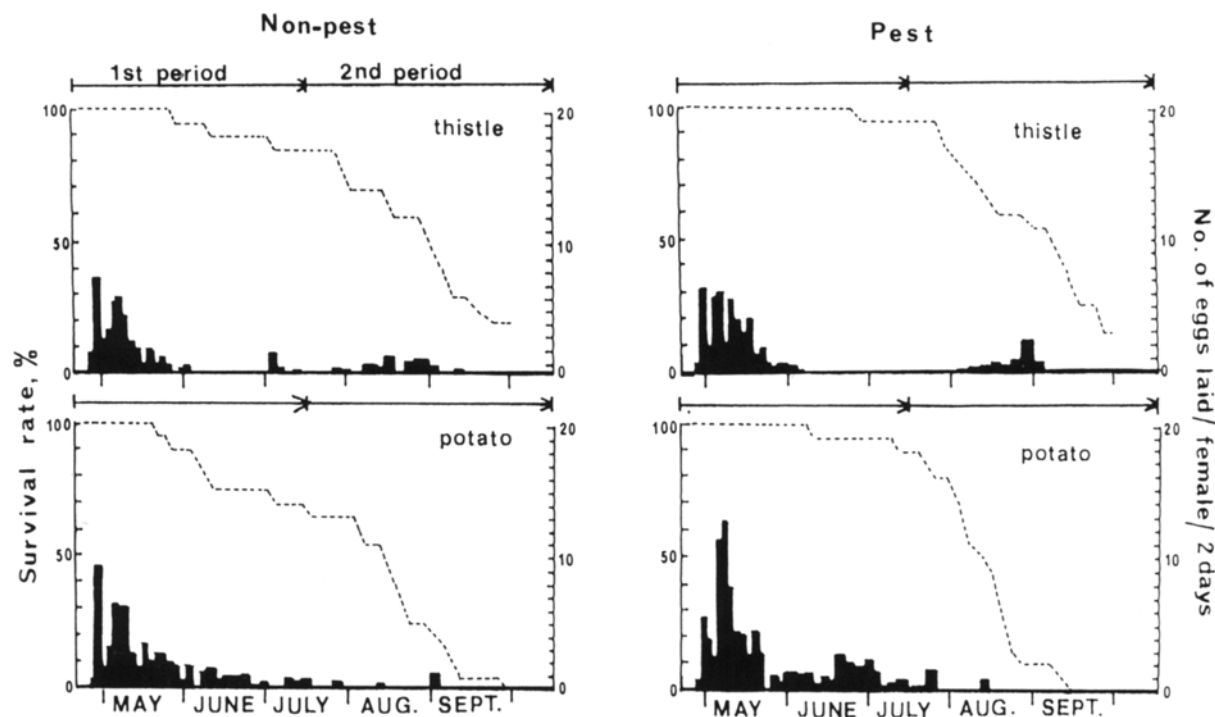 Non-pest
Pest
1st period 2nd period
100
50
0
thistle
20
10
0
100
50
0
thistle
20
10
0
100
50
0
potato
20
10
0
100
50
0
potato
20
10
0
MAY JUNE JULY AUG. SEPT.
MAY JUNE JULY AUG. SEPT.
Survival rate, %
No. of eggs laid/ female/ 2 days